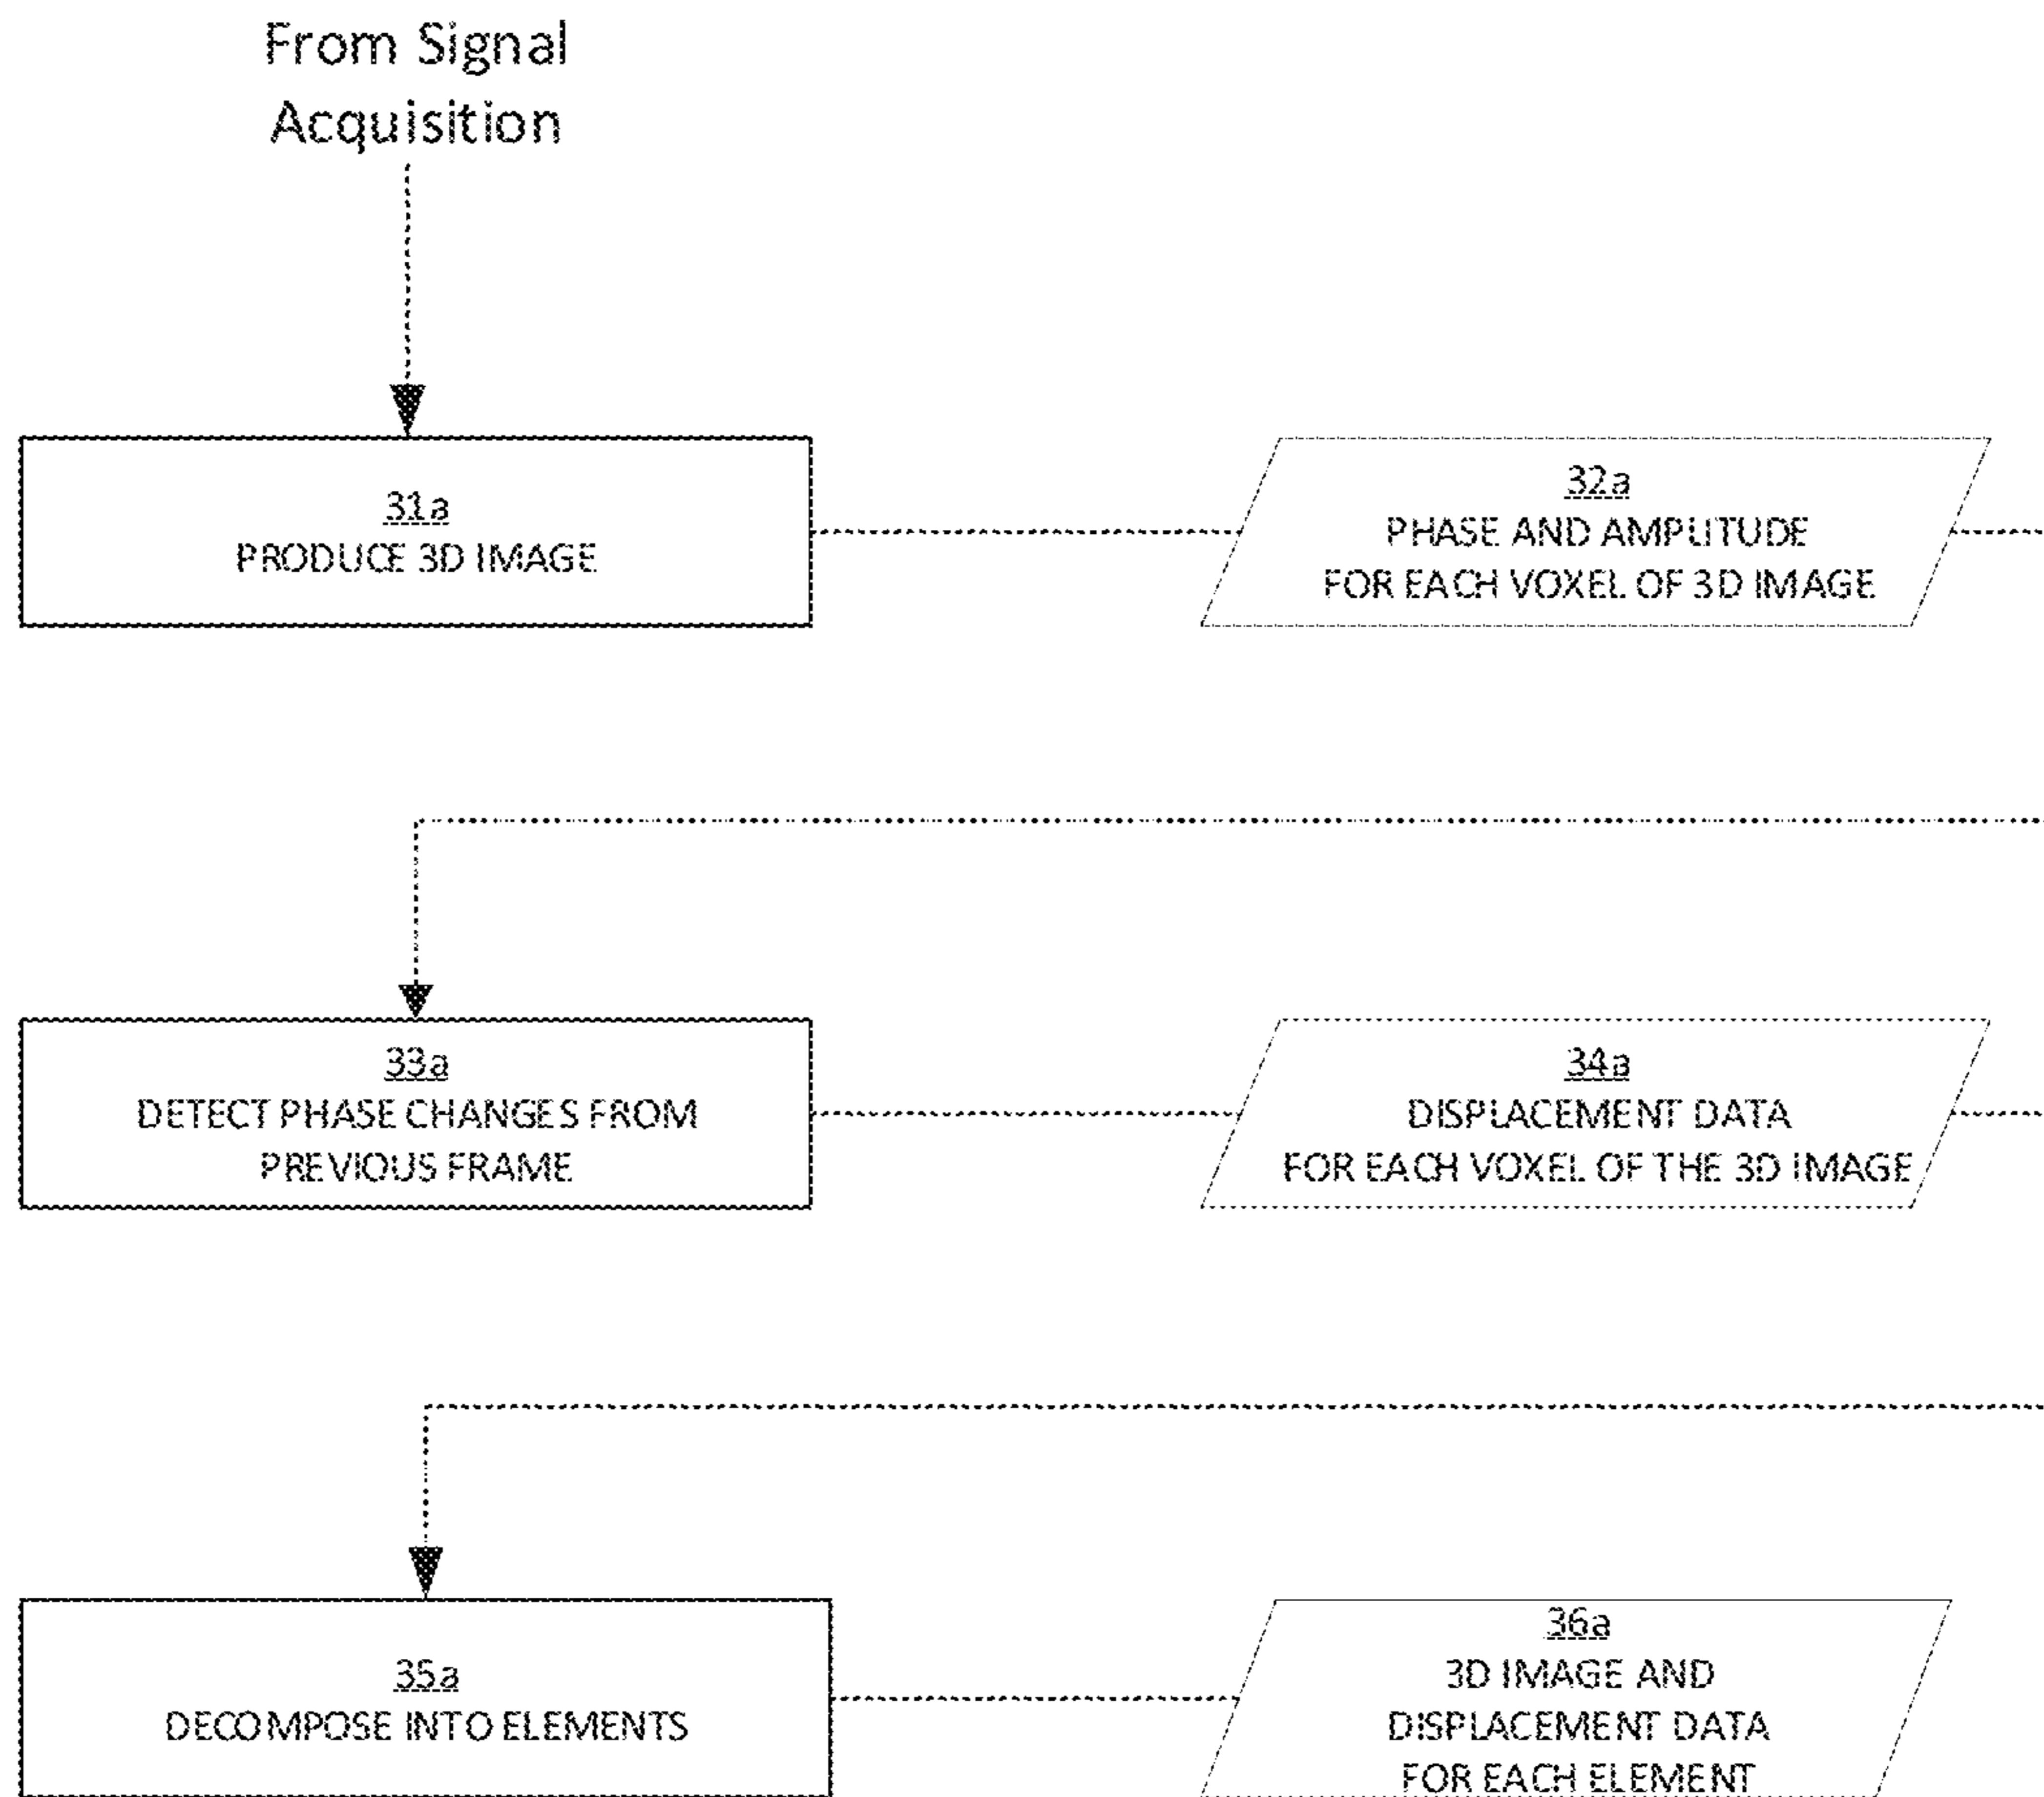 From Signal
Acquisition
31a
PRODUCE 3D IMAGE
32a
PHASE AND AMPLITUDE
FOR EACH VOXEL OF 3D IMAGE
33a
DETECT PHASE CHANGES FROM
PREVIOUS FRAME
34a
DISPLACEMENT DATA
FOR EACH VOXEL OF THE 3D IMAGE
35a
DECOMPOSE INTO ELEMENTS
36a
3D IMAGE AND
DISPLACEMENT DATA
FOR EACH ELEMENT